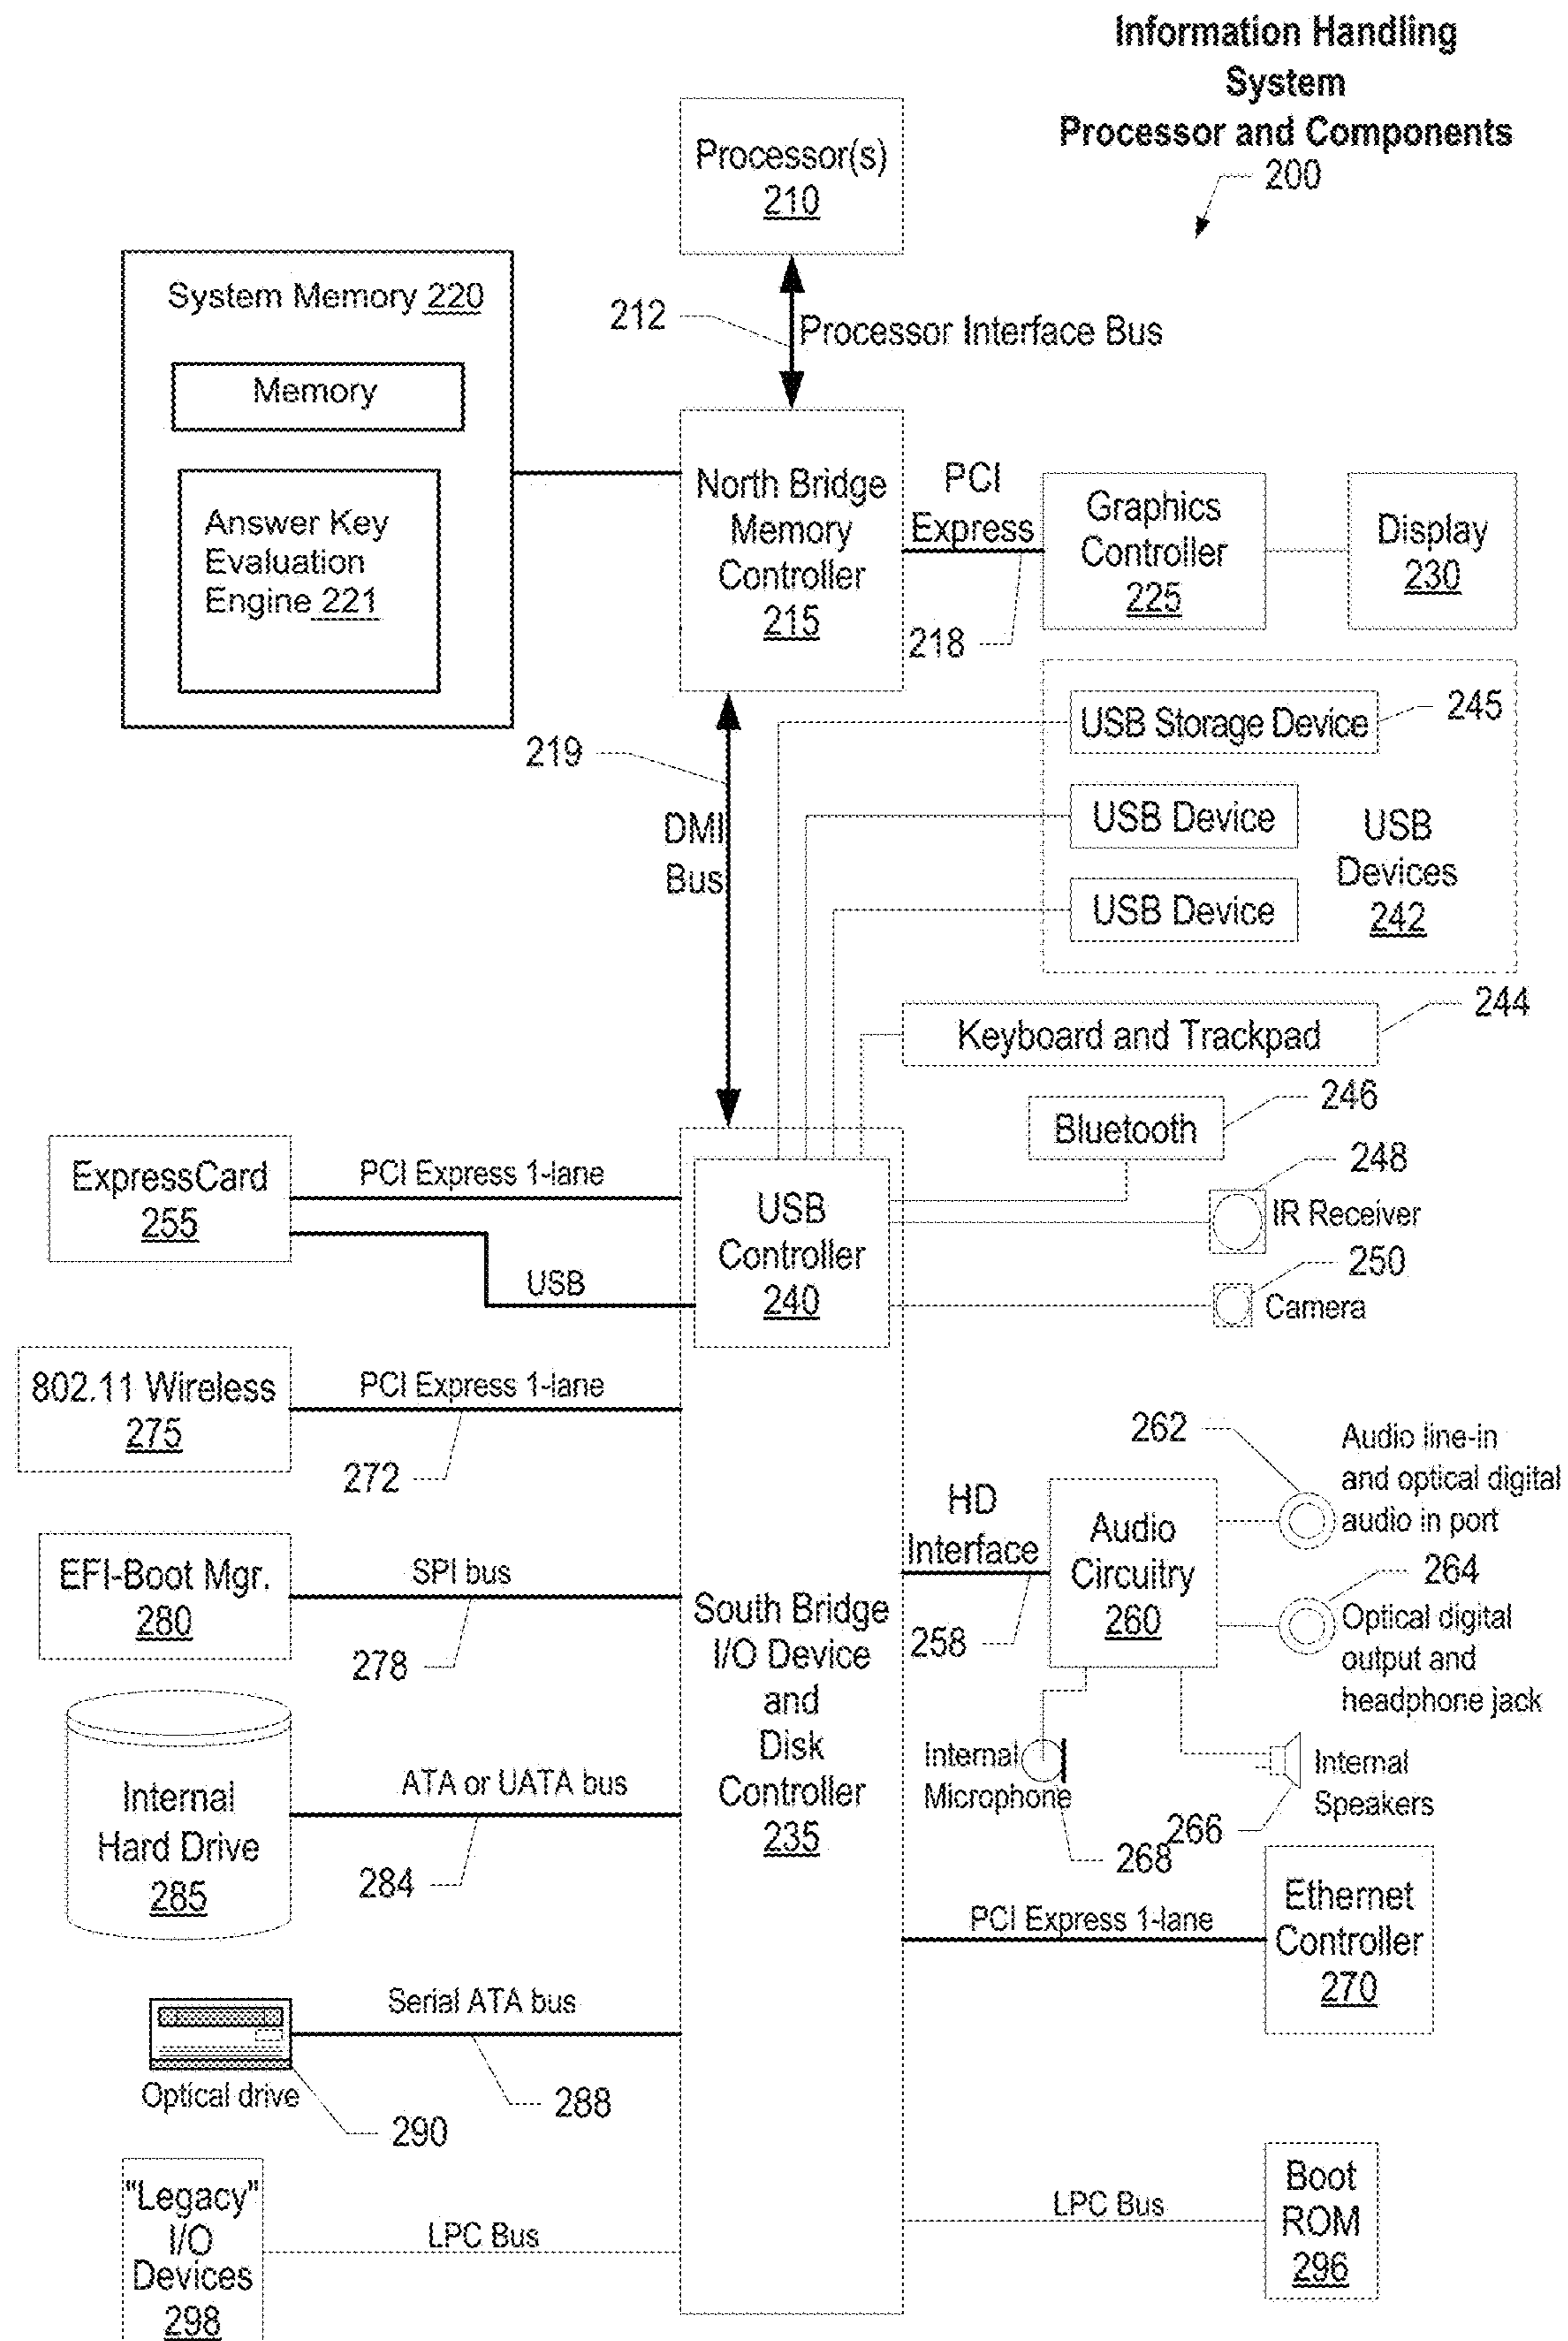 Information Handling
System
Processor and Components
200
Processor(s)
210
212
Processor Interface Bus
System Memory 220
Memory
Answer Key
Evaluation
Engine 221
North Bridge
Memory
Controller
215
PCI
Express
218
Graphics
Controller
225
Display
230
219
DMI
Bus
USB Storage Device
245
USB Device
USB Device
USB
Devices
242
Keyboard and Trackpad
244
Bluetooth
246
248
IR Receiver
250
Camera
ExpressCard
255
PCI Express 1-lane
USB
USB
Controller
240
802.11 Wireless
275
PCI Express 1-lane
272
EFI-Boot Mgr.
280
SPI bus
278
South Bridge
I/O Device
and
Disk
Controller
235
HD
Interface
258
Audio
Circuitry
260
262
Audio line-in
and optical digital
audio in port
264
Optical digital
output and
headphone jack
Internal
Microphone
268
Internal
Speakers
266
Internal
Hard Drive
285
ATA or UATA bus
284
PCI Express 1-lane
Ethernet
Controller
270
Serial ATA bus
288
Optical drive
290
"Legacy"
I/O
Devices
298
LPC Bus
LPC Bus
Boot
ROM
296